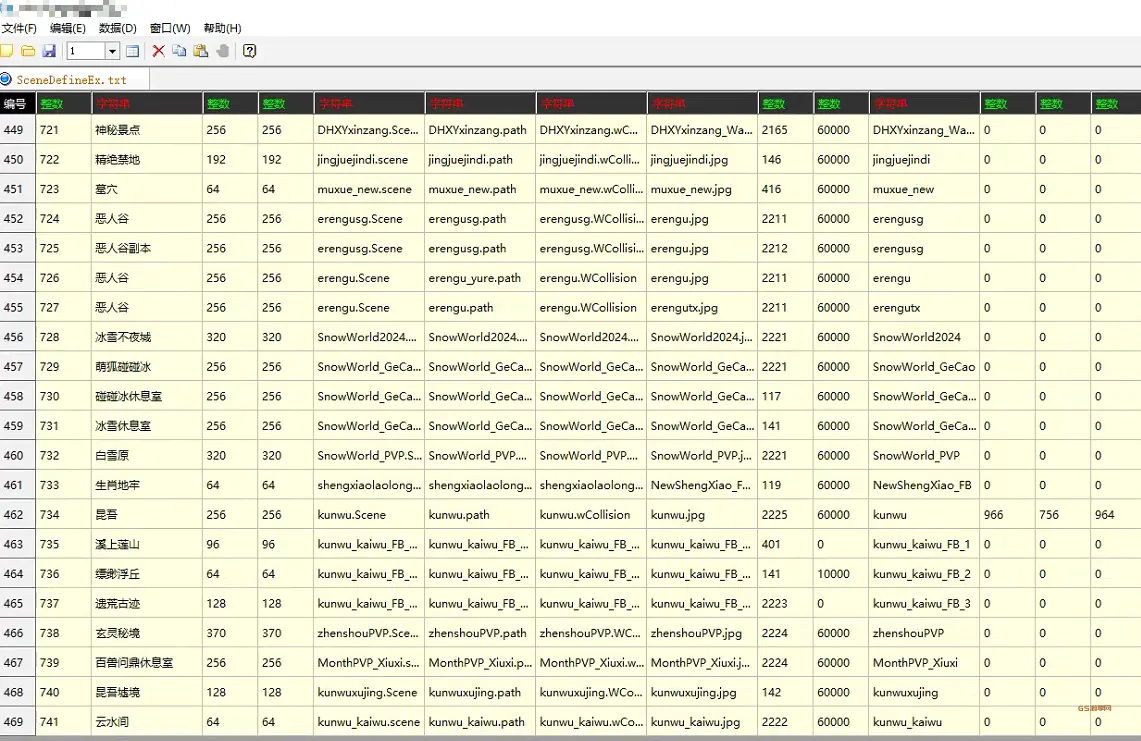 文件(F) 编辑(E) 数据(D) 窗口(W) 帮助(H)
1
SceneDefineEx.txt
编号 整数 字符串 整数 整数 字符串 字符串 字符串 字符串 整数 整数 字符串 整数 整数 整数
449 721 神秘景点 256 256 DHXYxinzang.Sce... DHXYxinzang.path DHXYxinzang.wC... DHXYxinzang_Wa... 2165 60000 DHXYxinzang_Wa... 0 0 0
450 722 精绝禁地 192 192 jingjuejindi.scene jingjuejindi.path jingjuejindi.wColli... jingjuejindi.jpg 146 60000 jingjuejindi 0 0 0
451 723 墓穴 64 64 muxue_new.scene muxue_new.path muxue_new.wColli... muxue_new.jpg 416 60000 muxue_new 0 0 0
452 724 恶人谷 256 256 erengusg.Scene erengusg.path erengusg.WCollisi... erengu.jpg 2211 60000 erengusg 0 0 0
453 725 恶人谷副本 256 256 erengusg.Scene erengusg.path erengusg.WCollisi... erengu.jpg 2212 60000 erengusg 0 0 0
454 726 恶人谷 256 256 erengu.Scene erengu_yure.path erengu.WCollision erengu.jpg 2211 60000 erengu 0 0 0
455 727 恶人谷 256 256 erengu.Scene erengu.path erengu.WCollision erengutx.jpg 2211 60000 erengutx 0 0 0
456 728 冰雪不夜城 320 320 SnowWorld2024.... SnowWorld2024.... SnowWorld2024.... SnowWorld2024.j... 2221 60000 SnowWorld2024 0 0 0
457 729 萌狐碰碰冰 256 256 SnowWorld_GeCa... SnowWorld_GeCa... SnowWorld_GeCa... SnowWorld_GeCa... 2221 60000 SnowWorld_GeCao 0 0 0
458 730 碰碰冰休息室 256 256 SnowWorld_GeCa... SnowWorld_GeCa... SnowWorld_GeCa... SnowWorld_GeCa... 117 60000 SnowWorld_GeCa... 0 0 0
459 731 冰雪休息室 256 256 SnowWorld_GeCa... SnowWorld_GeCa... SnowWorld_GeCa... SnowWorld_GeCa... 141 60000 SnowWorld_GeCa... 0 0 0
460 732 白雪原 320 320 SnowWorld_PVP.S... SnowWorld_PVP.... SnowWorld_PVP.... SnowWorld_PVP.j... 2221 60000 SnowWorld_PVP 0 0 0
461 733 生肖地牢 64 64 shengxiaolaolong... shengxiaolaolong... shengxiaolaolong... NewShengXiao_F... 119 60000 NewShengXiao_FB 0 0 0
462 734 昆吾 256 256 kunwu.Scene kunwu.path kunwu.wCollision kunwu.jpg 2225 60000 kunwu 966 756 964
463 735 溪上莲山 96 96 kunwu_kaiwu_FB_... kunwu_kaiwu_FB_... kunwu_kaiwu_FB_... kunwu_kaiwu_FB_... 401 0 kunwu_kaiwu_FB_1 0 0 0
464 736 缥缈浮丘 64 64 kunwu_kaiwu_FB_... kunwu_kaiwu_FB_... kunwu_kaiwu_FB_... kunwu_kaiwu_FB_... 141 10000 kunwu_kaiwu_FB_2 0 0 0
465 737 遗荒古迹 128 128 kunwu_kaiwu_FB_... kunwu_kaiwu_FB_... kunwu_kaiwu_FB_... kunwu_kaiwu_FB_... 2223 0 kunwu_kaiwu_FB_3 0 0 0
466 738 玄灵秘境 370 370 zhenshouPVP.Sce... zhenshouPVP.path zhenshouPVP.WC... zhenshouPVP.jpg 2224 60000 zhenshouPVP 0 0 0
467 739 百兽问鼎休息室 256 256 MonthPVP_Xiuxi.s... MonthPVP_Xiuxi.p... MonthPVP_Xiuxi.w... MonthPVP_Xiuxi.j... 2224 60000 MonthPVP_Xiuxi 0 0 0
468 740 昆吾墟境 128 128 kunwuxujing.Scene kunwuxujing.path kunwuxujing.WCo... kunwuxujing.jpg 142 60000 kunwuxujing 0 0 0
469 741 云水间 64 64 kunwu_kaiwu.scene kunwu_kaiwu.path kunwu_kaiwu.wCo... kunwu_kaiwu.jpg 2222 60000 kunwu_kaiwu 0 0 0